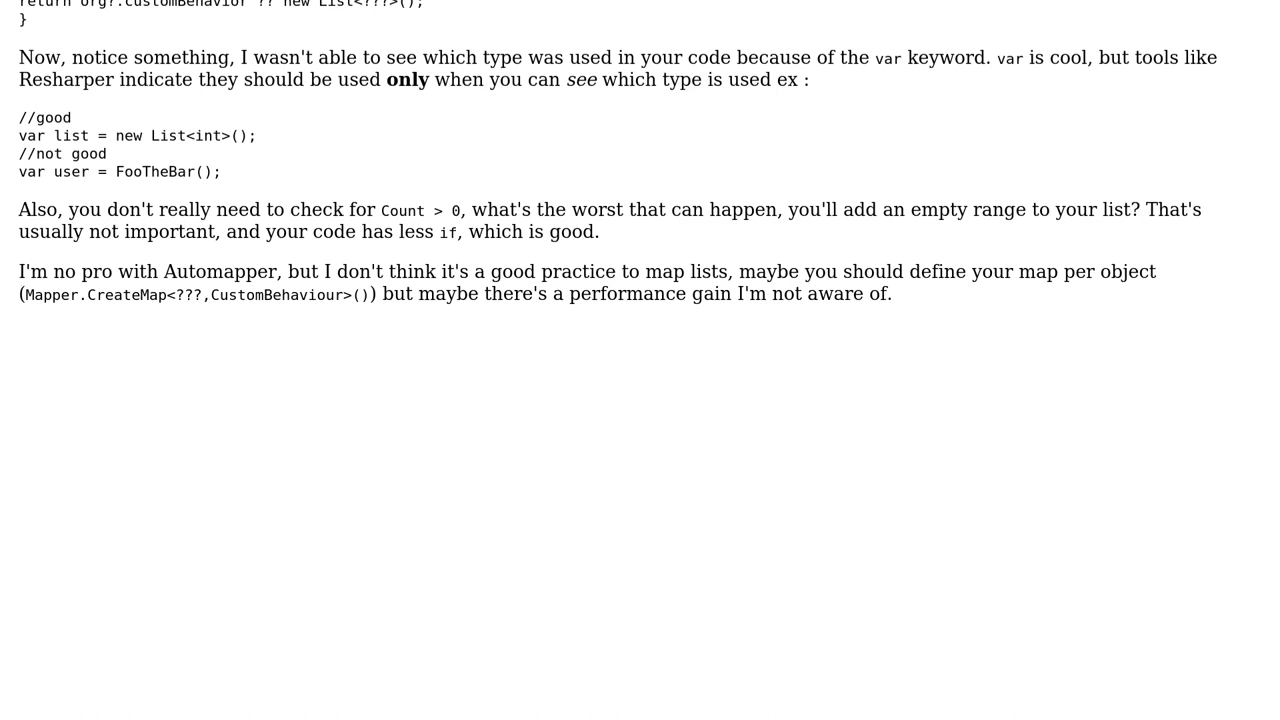 return org?.customBehavior ?? new List<???>();
}
Now, notice something, I wasn't able to see which type was used in your code because of the var keyword. var is cool, but tools like
Resharper indicate they should be used only when you can see which type is used ex :
//good
var list = new List<int>();
//not good
var user = FooTheBar();
Also, you don't really need to check for Count > 0, what's the worst that can happen, you'll add an empty range to your list? That's
usually not important, and your code has less if, which is good.
I'm no pro with Automapper, but I don't think it's a good practice to map lists, maybe you should define your map per object
(Mapper.CreateMap<???,CustomBehaviour>()) but maybe there's a performance gain I'm not aware of.